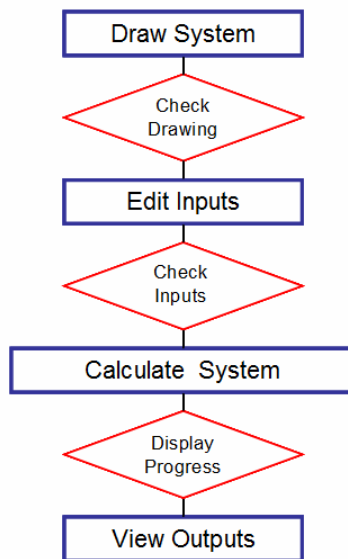 Draw System
Check
Drawing
Edit Inputs
Check
Inputs
Calculate System
Display
Progress
View Outputs